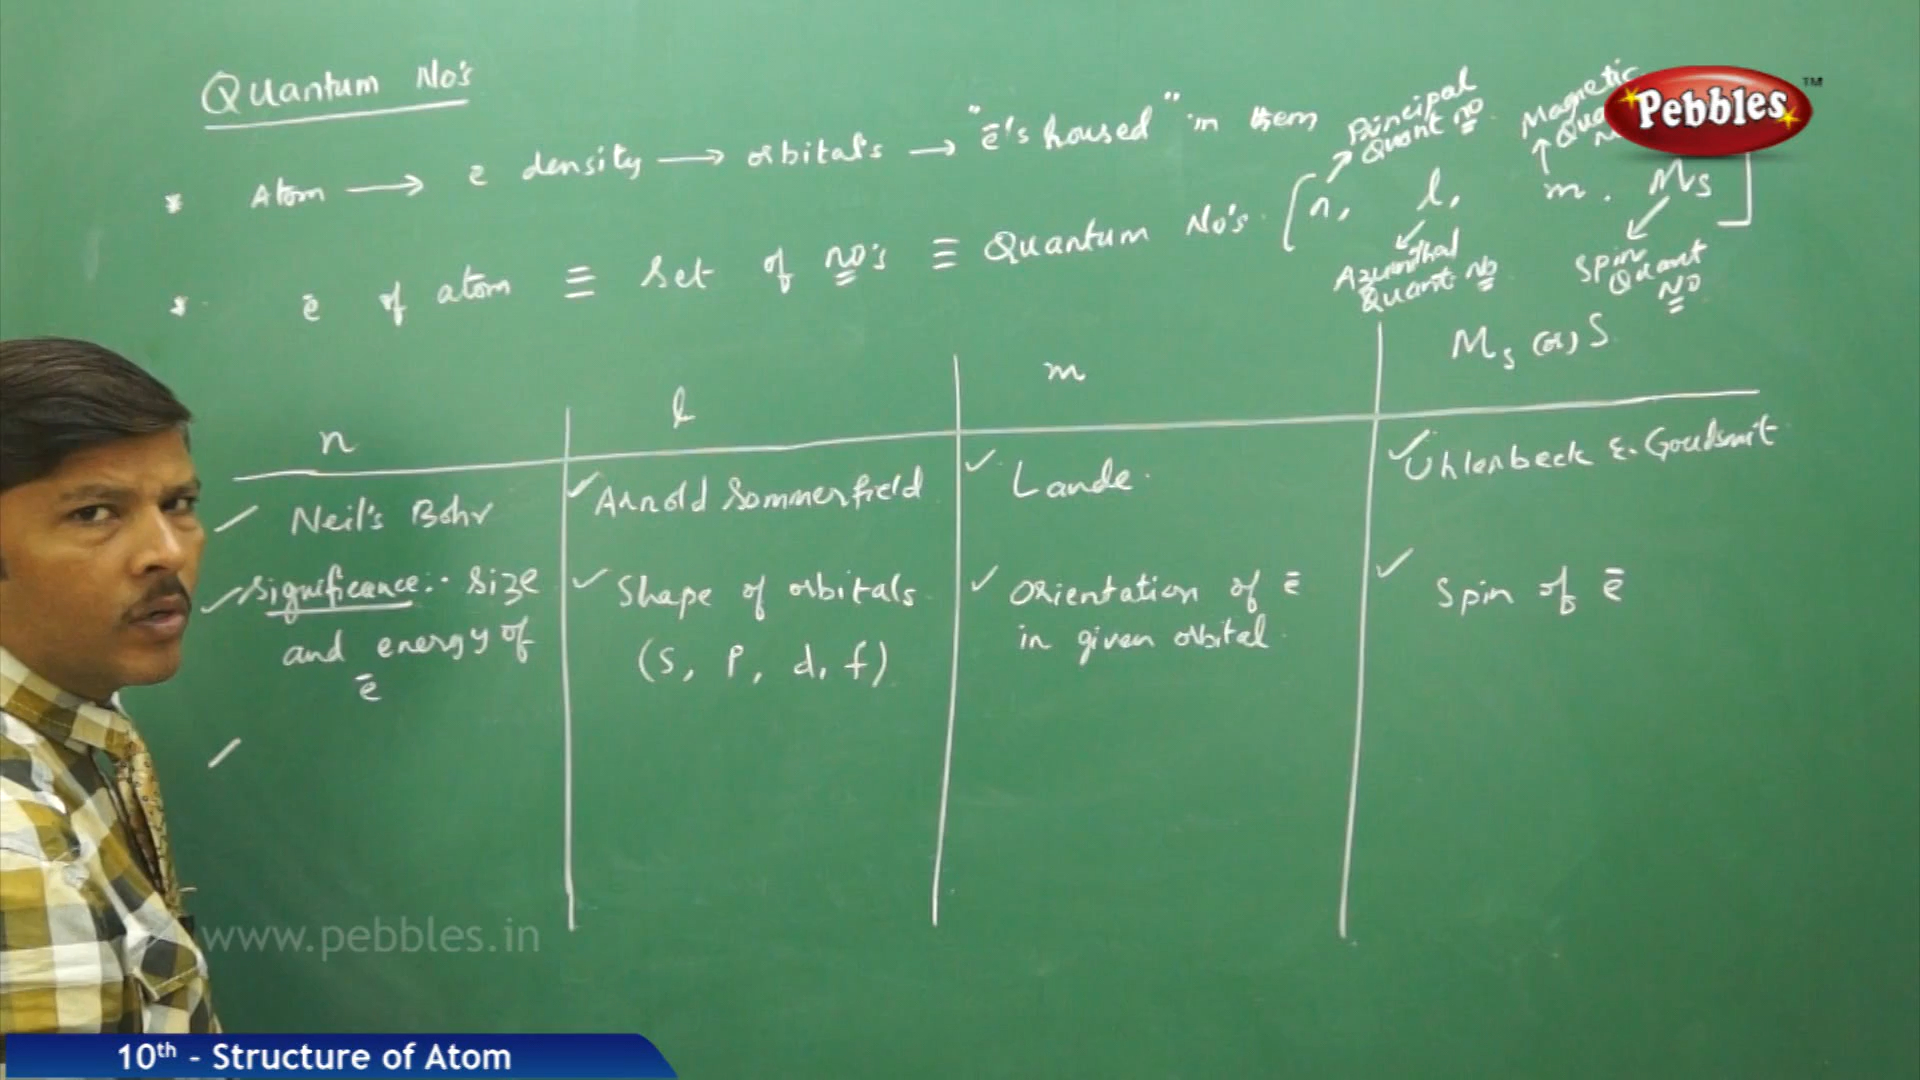 Quantum No's
* Atom → e density → orbitals → "ē's housed" in them
* ē of atom ≡ set of no's ≡ Quantum No's. [n, l, m. Ms]
Principal
Quant no
Magnetic
Azimuthal
Quant No
Spin
Quant
No
n
l
m
Ms (or) S
✓ Neil's Bohr
✓ Arnold Sommerfield
✓ Lande.
✓ Uhlenbeck & Goudsmit
✓ Significance:- Size
and energy of
ē
✓ Shape of orbitals
(s, p, d, f)
✓ Orientation of ē
in given orbital.
✓ Spin of ē
Pebbles™
www.pebbles.in
10th - Structure of Atom